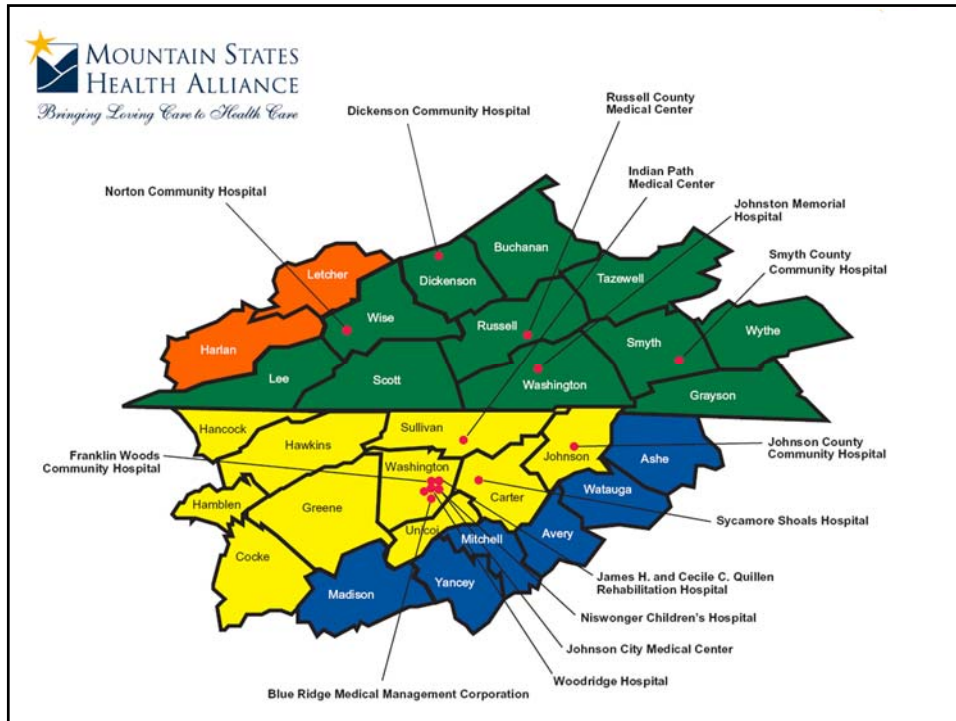 MOUNTAIN STATES
HEALTH ALLIANCE
Bringing Loving Care to Health Care
Dickenson Community Hospital
Russell County
Medical Center
Indian Path
Medical Center
Norton Community Hospital
Johnston Memorial
Hospital
Smyth County
Community Hospital
Letcher
Buchanan
Dickenson
Tazewell
Wise
Russell
Harlan
Smyth
Wythe
Lee
Scott
Washington
Grayson
Hancock
Sullivan
Hawkins
Johnson
Ashe
Johnson County
Community Hospital
Franklin Woods
Community Hospital
Washington
Watauga
Hamblen
Greene
Carter
Sycamore Shoals Hospital
Unicoi
Mitchell
Avery
Cocke
Madison
Yancey
James H. and Cecile C. Quillen
Rehabilitation Hospital
Niswonger Children's Hospital
Johnson City Medical Center
Woodridge Hospital
Blue Ridge Medical Management Corporation